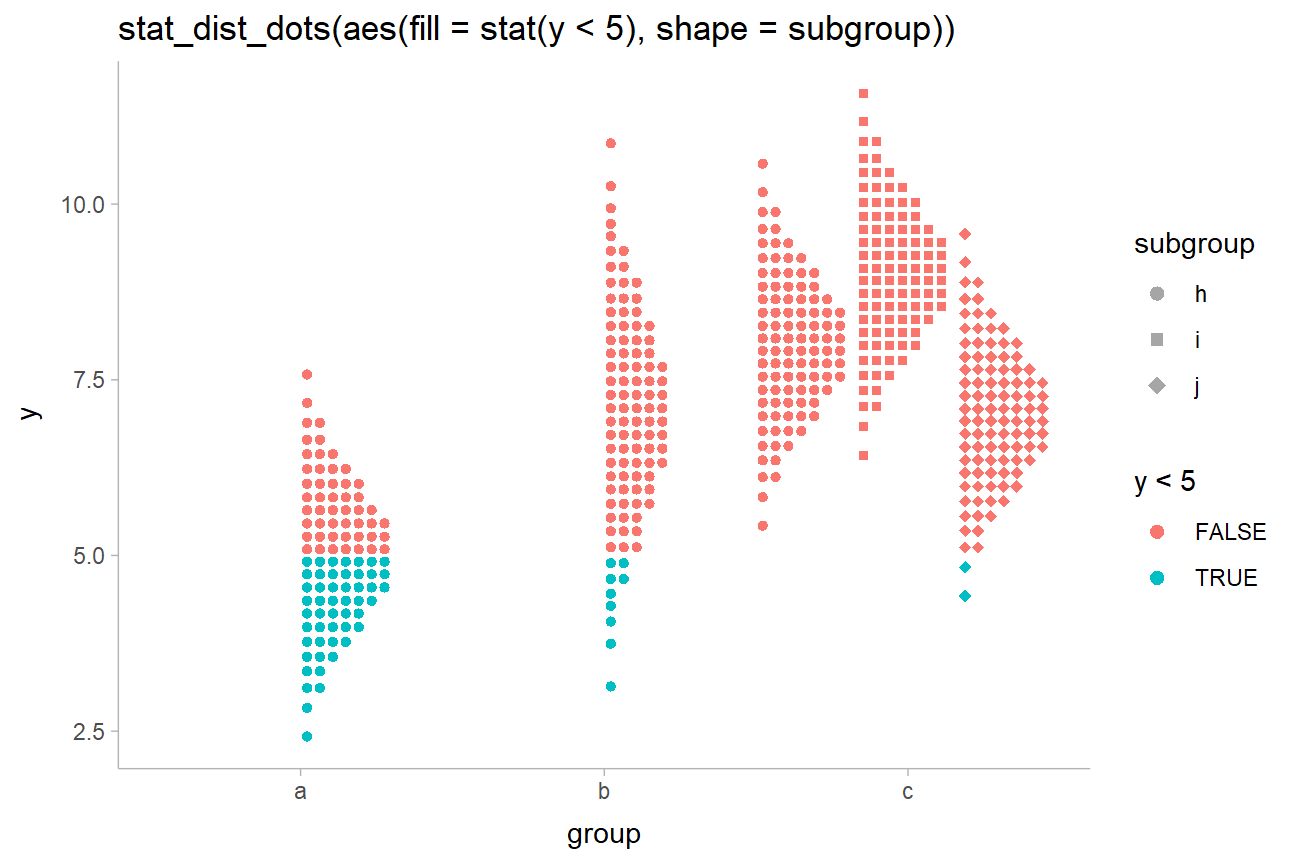 stat_dist_dots(aes(fill = stat(y < 5), shape = subgroup))
10.0
7.5
5.0
2.5
y
a
b
c
group
subgroup
h
i
j
y < 5
FALSE
TRUE